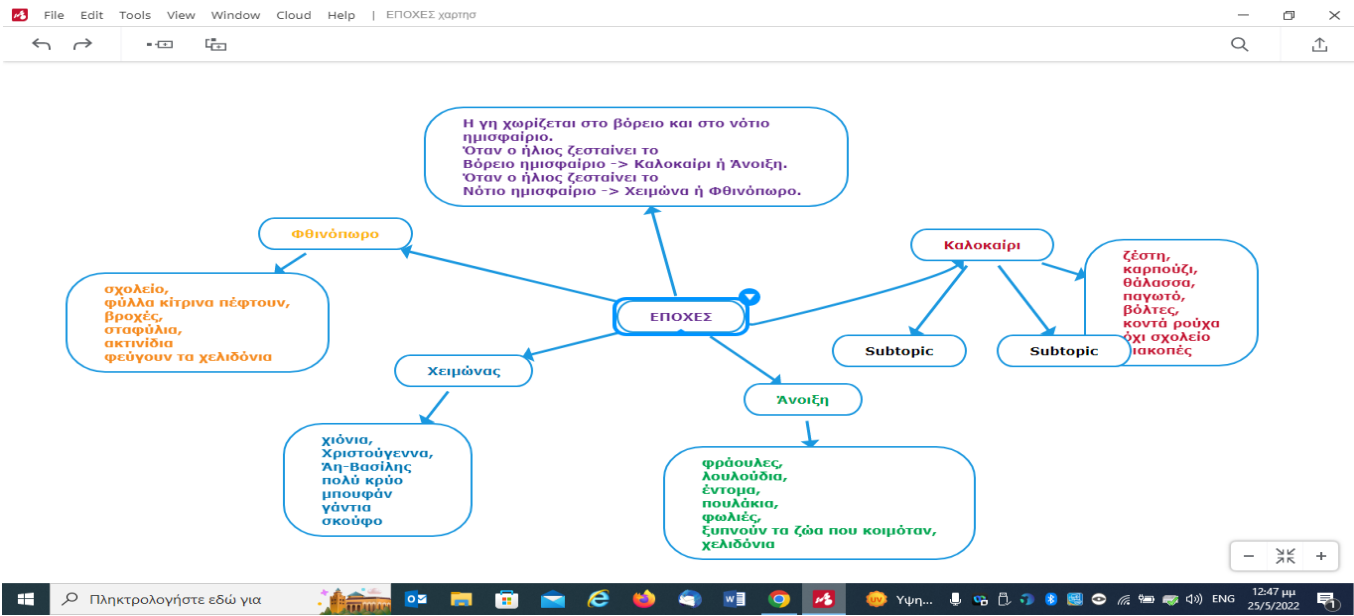 File Edit Tools View Window Cloud Help | ΕΠΟΧΕΣ χαρτησ
Η γη χωρίζεται στο βόρειο και στο νότιο
ημισφαίριο.
Όταν ο ήλιος ζεσταίνει το
Βόρειο ημισφαίριο -> Καλοκαίρι ή Άνοιξη.
Όταν ο ήλιος ζεσταίνει το
Νότιο ημισφαίριο -> Χειμώνα ή Φθινόπωρο.
Φθινόπωρο
σχολείο,
φύλλα κίτρινα πέφτουν,
βροχές,
σταφύλια,
ακτινίδια
φεύγουν τα χελιδόνια
Καλοκαίρι
ζέστη,
καρπούζι,
θάλασσα,
παγωτό,
βόλτες,
κοντά ρούχα
όχι σχολείο
ιακοπές
Subtopic
Subtopic
ΕΠΟΧΕΣ
Χειμώνας
χιόνια,
Χριστούγεννα,
Άη-Βασίλης
πολύ κρύο
μπουφάν
γάντια
σκούφο
Άνοιξη
φράουλες,
λουλούδια,
έντομα,
πουλάκια,
φωλιές,
ξυπνούν τα ζώα που κοιμόταν,
χελιδόνια
Πληκτρολογήστε εδώ για
UV Υψη... ENG 12:47 μμ
25/5/2022